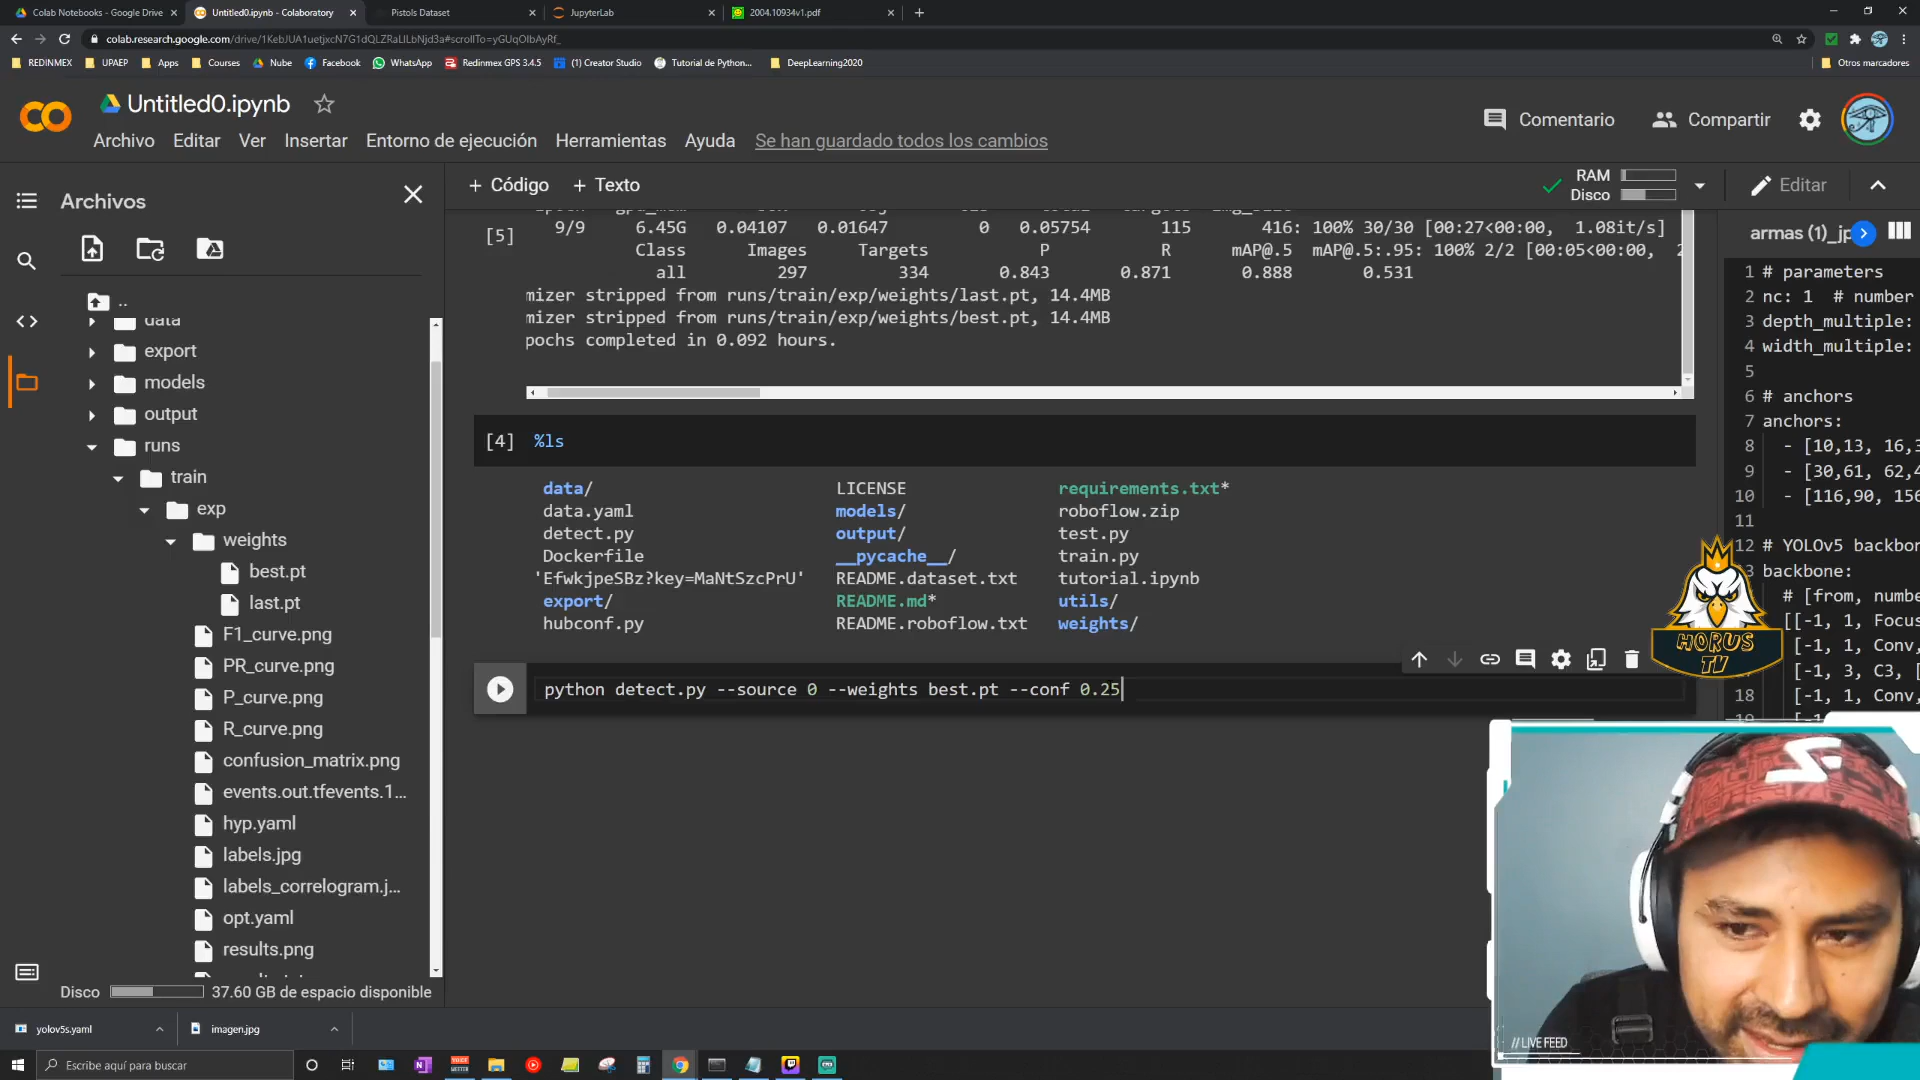 Colab Notebooks - Google Drive
Untitled0.ipynb - Colaboratory
Pistols Dataset
JupyterLab
2004.10934v1.pdf
colab.research.google.com/drive/1KebJUA1uetjxcN7G1dQLZRaLlLbNjd3a#scrollTo=yGUqOlbAyRf_
REDINMEX
UPAEP
Apps
Courses
Nube
Facebook
WhatsApp
Redinmex GPS 3.4.5
(1) Creator Studio
Tutorial de Python...
DeepLearning2020
Otros marcadores
Untitled0.ipynb
Comentario
Compartir
Archivo Editar Ver Insertar Entorno de ejecución Herramientas Ayuda Se han guardado todos los cambios
Archivos
+ Código + Texto
RAM
Disco
Editar
..
data
export
models
output
runs
train
exp
weights
best.pt
last.pt
F1_curve.png
PR_curve.png
P_curve.png
R_curve.png
confusion_matrix.png
events.out.tfevents.1...
hyp.yaml
labels.jpg
labels_correlogram.j...
opt.yaml
results.png
Disco 37.60 GB de espacio disponible
[5]
9/9 6.45G 0.04107 0.01647 0 0.05754 115 416: 100% 30/30 [00:27<00:00, 1.08it/s]
Class Images Targets P R mAP@.5 mAP@.5:.95: 100% 2/2 [00:05<00:00,
all 297 334 0.843 0.871 0.888 0.531
mizer stripped from runs/train/exp/weights/last.pt, 14.4MB
mizer stripped from runs/train/exp/weights/best.pt, 14.4MB
pochs completed in 0.092 hours.
[4] %ls
data/ LICENSE requirements.txt*
data.yaml models/ roboflow.zip
detect.py output/ test.py
Dockerfile __pycache__/ train.py
'EfwkjpeSBz?key=MaNtSzcPrU' README.dataset.txt tutorial.ipynb
export/ README.md* utils/
hubconf.py README.roboflow.txt weights/
python detect.py --source 0 --weights best.pt --conf 0.25
armas (1)_jp
1 # parameters
2 nc: 1 # number
3 depth_multiple:
4 width_multiple:
5
6 # anchors
7 anchors:
8 - [10,13, 16,3
9 - [30,61, 62,4
10 - [116,90, 156
11
12 # YOLOv5 backbon
13 backbone:
# [from, number
[[-1, 1, Focus
[-1, 1, Conv,
[-1, 3, C3, [
18 [-1, 1, Conv,
HORUS
TV
// LIVE FEED
yolov5s.yaml
imagen.jpg
Escribe aquí para buscar